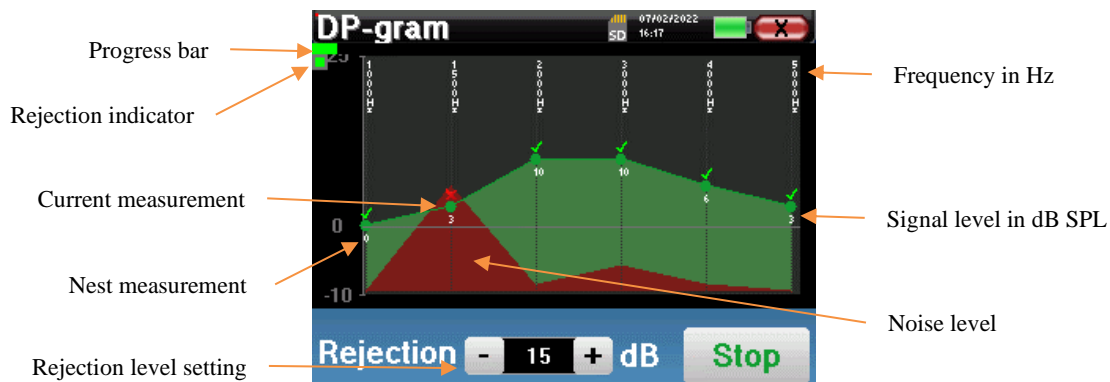 DP-gram
SD
07/02/2022
16:17
X
Progress bar
Rejection indicator
Current measurement
Nest measurement
Rejection level setting
25
0
-10
1000Hz
1500Hz
2000Hz
3000Hz
4000Hz
5000Hz
0
3
10
10
6
3
Frequency in Hz
Signal level in dB SPL
Noise level
Rejection - 15 + dB Stop